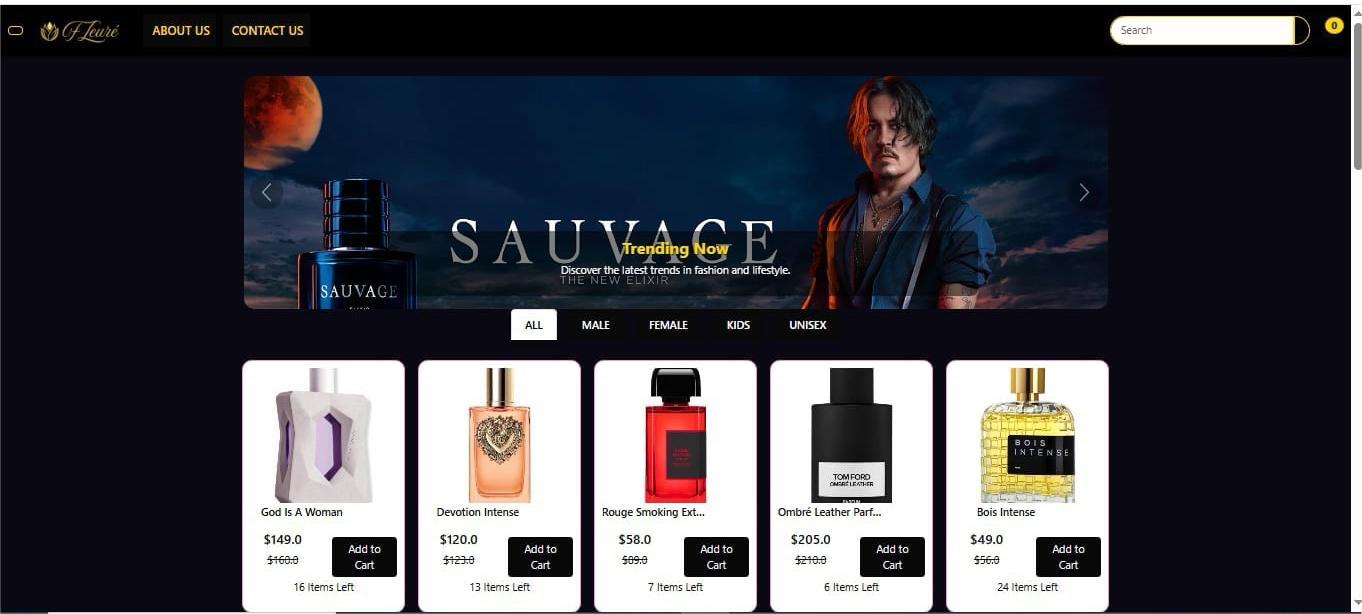 Fleuré
ABOUT US
CONTACT US
Search
0
SAUVAGE
Trending Now
Discover the latest trends in fashion and lifestyle.
THE NEW ELIXIR
SAUVAGE
ALL
MALE
FEMALE
KIDS
UNISEX
God Is A Woman
$149.0
$160.0
Add to
Cart
16 Items Left
Devotion Intense
$120.0
$123.0
Add to
Cart
13 Items Left
Rouge Smoking Ext...
$58.0
$89.0
Add to
Cart
7 Items Left
TOM FORD
OMBRÉ LEATHER
PARFUM
Ombré Leather Parf...
$205.0
$210.0
Add to
Cart
6 Items Left
BOIS
INTENSE
Bois Intense
$49.0
$56.0
Add to
Cart
24 Items Left